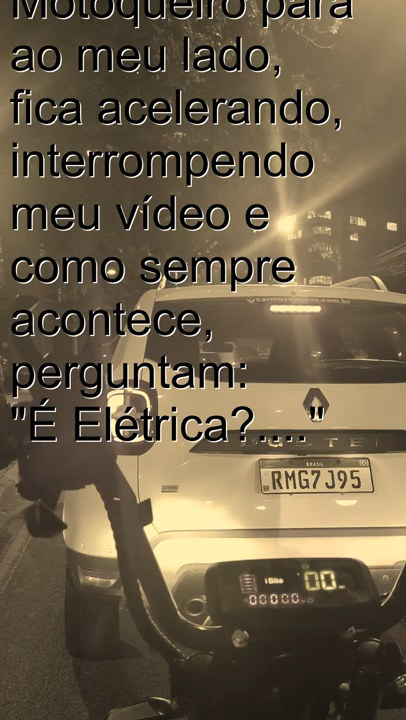 Motoqueiro para
ao meu lado,
fica acelerando,
interrompendo
meu vídeo e
como sempre
acontece,
perguntam:
"É Elétrica?...."
BRASIL
RMG7J95
iBike
00
00000